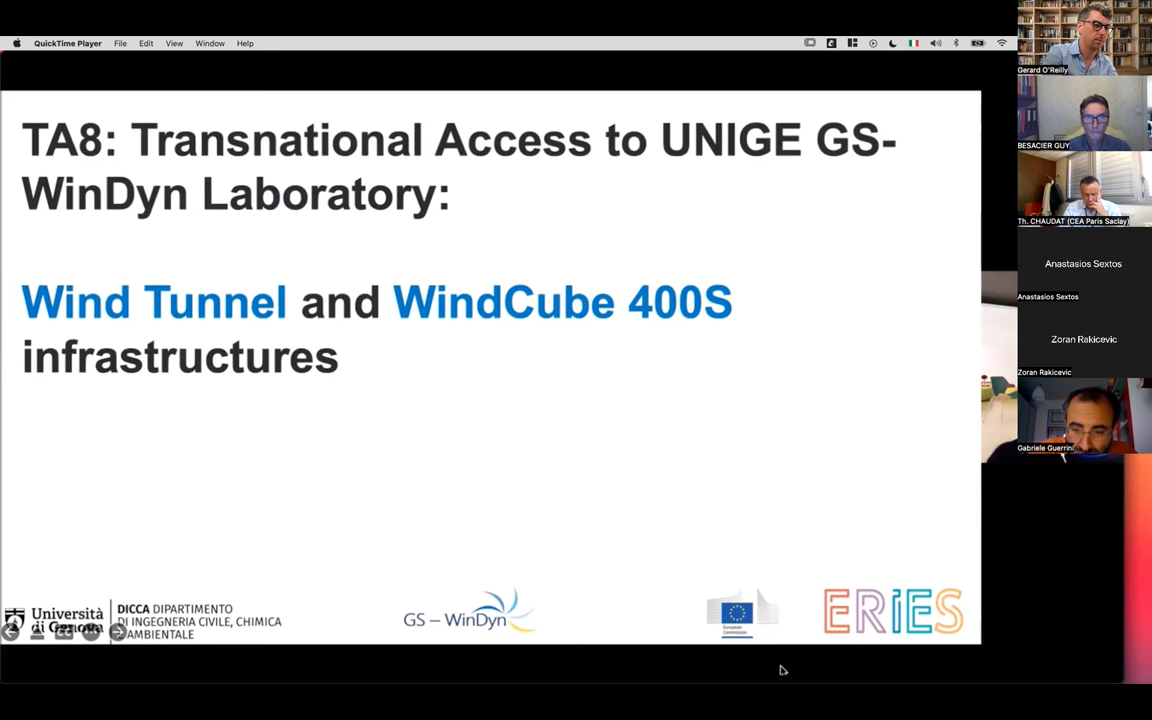 QuickTime Player File Edit View Window Help
TA8: Transnational Access to UNIGE GS-
WinDyn Laboratory:
Wind Tunnel and WindCube 400S
infrastructures
Università
di Genova
DICCA DIPARTIMENTO
DI INGEGNERIA CIVILE, CHIMICA
E AMBIENTALE
GS – WinDyn
European
Commission
ERIES
Gerard O'Reilly
BESACIER GUY
Th. CHAUDAT (CEA Paris Saclay)
Anastasios Sextos
Anastasios Sextos
Zoran Rakicevic
Zoran Rakicevic
Gabriele Guerrini